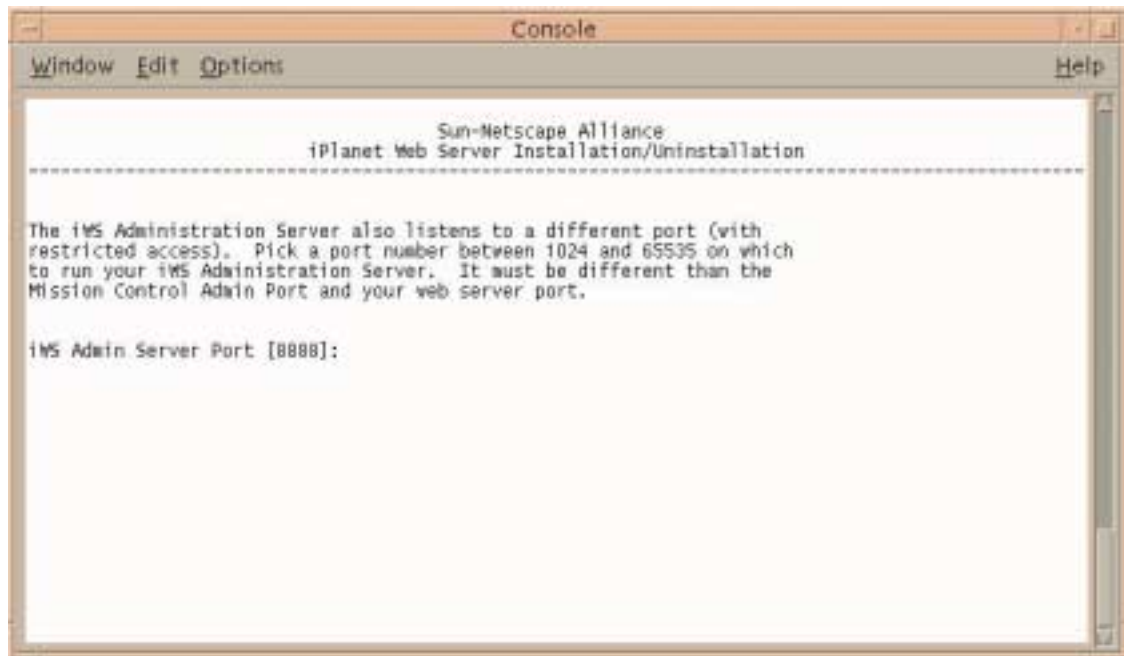 Console
Window Edit Options Help
Sun-Netscape Alliance
iPlanet Web Server Installation/Uninstallation
The iWS Administration Server also listens to a different port (with
restricted access). Pick a port number between 1024 and 65535 on which
to run your iWS Administration Server. It must be different than the
Mission Control Admin Port and your web server port.
iWS Admin Server Port [8888]: